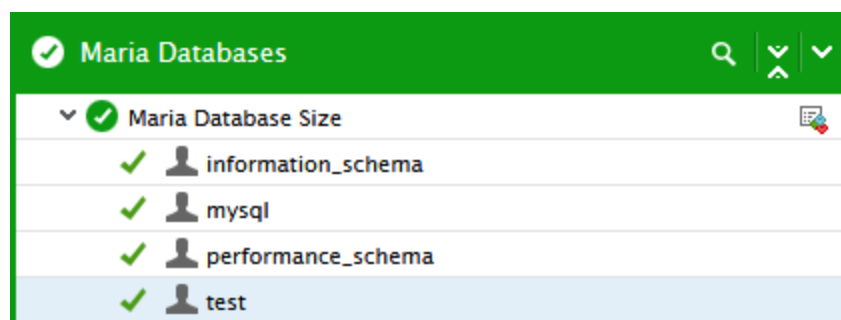 Maria Databases
Maria Database Size
information_schema
mysql
performance_schema
test